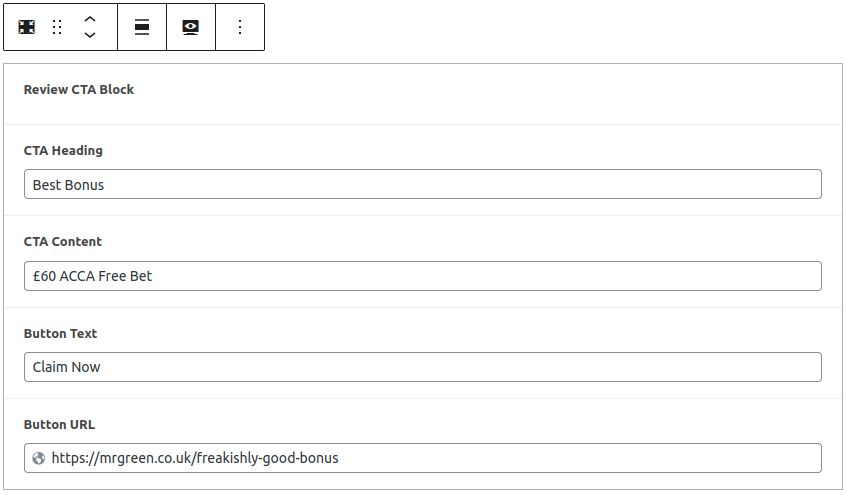 Review CTA Block
CTA Heading
Best Bonus
CTA Content
£60 ACCA Free Bet
Button Text
Claim Now
Button URL
https://mrgreen.co.uk/freakishly-good-bonus